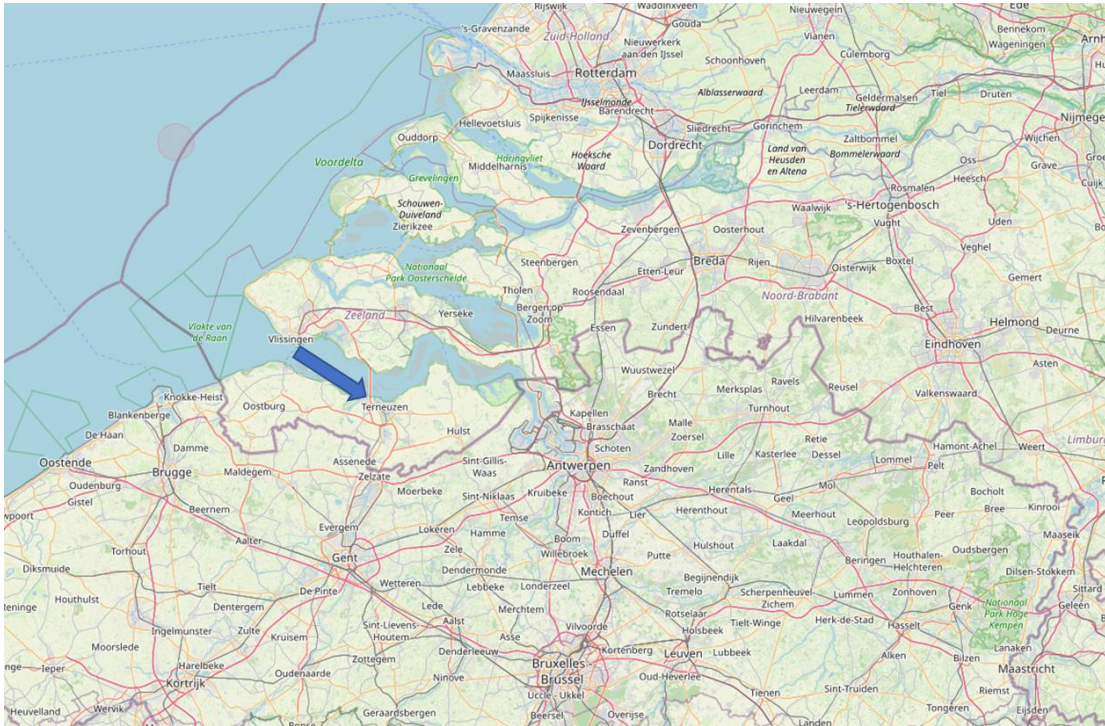 Rijswijk
Waddinxveen
Nieuwegein
Ede
's-Gravenzande
Gouda
Vianen
Bennekom
Zuid-Holland
Nieuwerkerk
aan den IJssel
Culemborg
Wageningen
Arnh
Maassluis
Rotterdam
Schoonhoven
Leerdam
Geldermalsen
Tiel
Druten
Alblasserwaard
Tielerwaard
IJsselmonde
Barendrecht
Hellevoetsluis
Spijkenisse
Sliedrecht
Gorinchem
Nijmege
Ouddorp
Dordrecht
Zaltbommel
Wijchen
Voordelta
Haringvliet
Hoeksche
Waard
Land van
Heusden
en Altena
Bommelerwaard
Middelharnis
Oss
Grave
Cuijk
Grevelingen
Heesch
Rosmalen
Schouwen-
Duiveland
Zierikzee
Waalwijk
's-Hertogenbosch
Zevenbergen
Oosterhout
Vught
Uden
Veghel
Steenbergen
Breda
Rijen
Boxtel
Nationaal
Park Oosterschelde
Etten-Leur
Oisterwijk
Gemert
Tholen
Roosendaal
Noord-Brabant
Zeeland
Yerseke
Bergen op
Zoom
Best
Hilvarenbeek
Helmond
Vlakte van
de Raan
Essen
Zundert
Deurne
Vlissingen
Eindhoven
Asten
Wuustwezel
Merksplas
Ravels
Reusel
Knokke-Heist
Brecht
Valkenswaard
Blankenberge
Oostburg
Terneuzen
Kapellen
Turnhout
Brasschaat
De Haan
Hulst
Malle
Damme
Schoten
Zoersel
Retie
Hamont-Achel
Weert
Limburg
Oostende
Assenede
Sint-Gillis-
Waas
Lille
Kasterlee
Dessel
Lommel
Pelt
Brugge
Maldegem
Zelzate
Antwerpen
Zandhoven
Oudenburg
Moerbeke
Ranst
Mol
Bocholt
Gistel
Sint-Niklaas
Kruibeke
Boechout
Herentals
Geel
Bree
Kinrooi
wpoort
Beernem
Kontich
Lier
Herenthout
Meerhout
Leopoldsburg
Peer
Temse
Evergem
Lokeren
Hamme
Boom
Duffel
Maaseik
Aalter
Torhout
Gent
Zele
Willebroek
Putte
Hulshout
Laakdal
Houthalen-
Helchteren
Oudsbergen
Beringen
Diksmuide
Dendermonde
Mechelen
Begijnendijk
Dilsen-Stokkem
Tielt
Wetteren
Lebbeke
Londerzeel
Tremelo
Scherpenheuvel
Zichem
Lummen
Zonhoven
Sittard
Houthulst
De Pinte
Genk
Nationaal
Park Hoge
Kempen
Dentergem
Lede
Merchtem
Rotselaar
Geleen
Ingelmunster
Zulte
Sint-Lievens-
Houtem
Aalst
Vilvoorde
Tielt-Winge
Herk-de-Stad
Hasselt
Kruisem
Asse
Holsbeek
Moorslede
Denderleeuw
Kortenberg
Leuven
Lubbeek
Lanaken
Zottegem
Alken
Bilzen
Ieper
Harelbeke
Oudenaarde
Bruxelles -
Brussel
Oud-Heverlee
Maastricht
Kortrijk
Ninove
Sint-Truiden
Riemst
Tienen
Uccle - Ukkel
Heuvelland
Wervik
Geraardsbergen
Beersel
Overijse
Landen
Tongeren
Eijsden